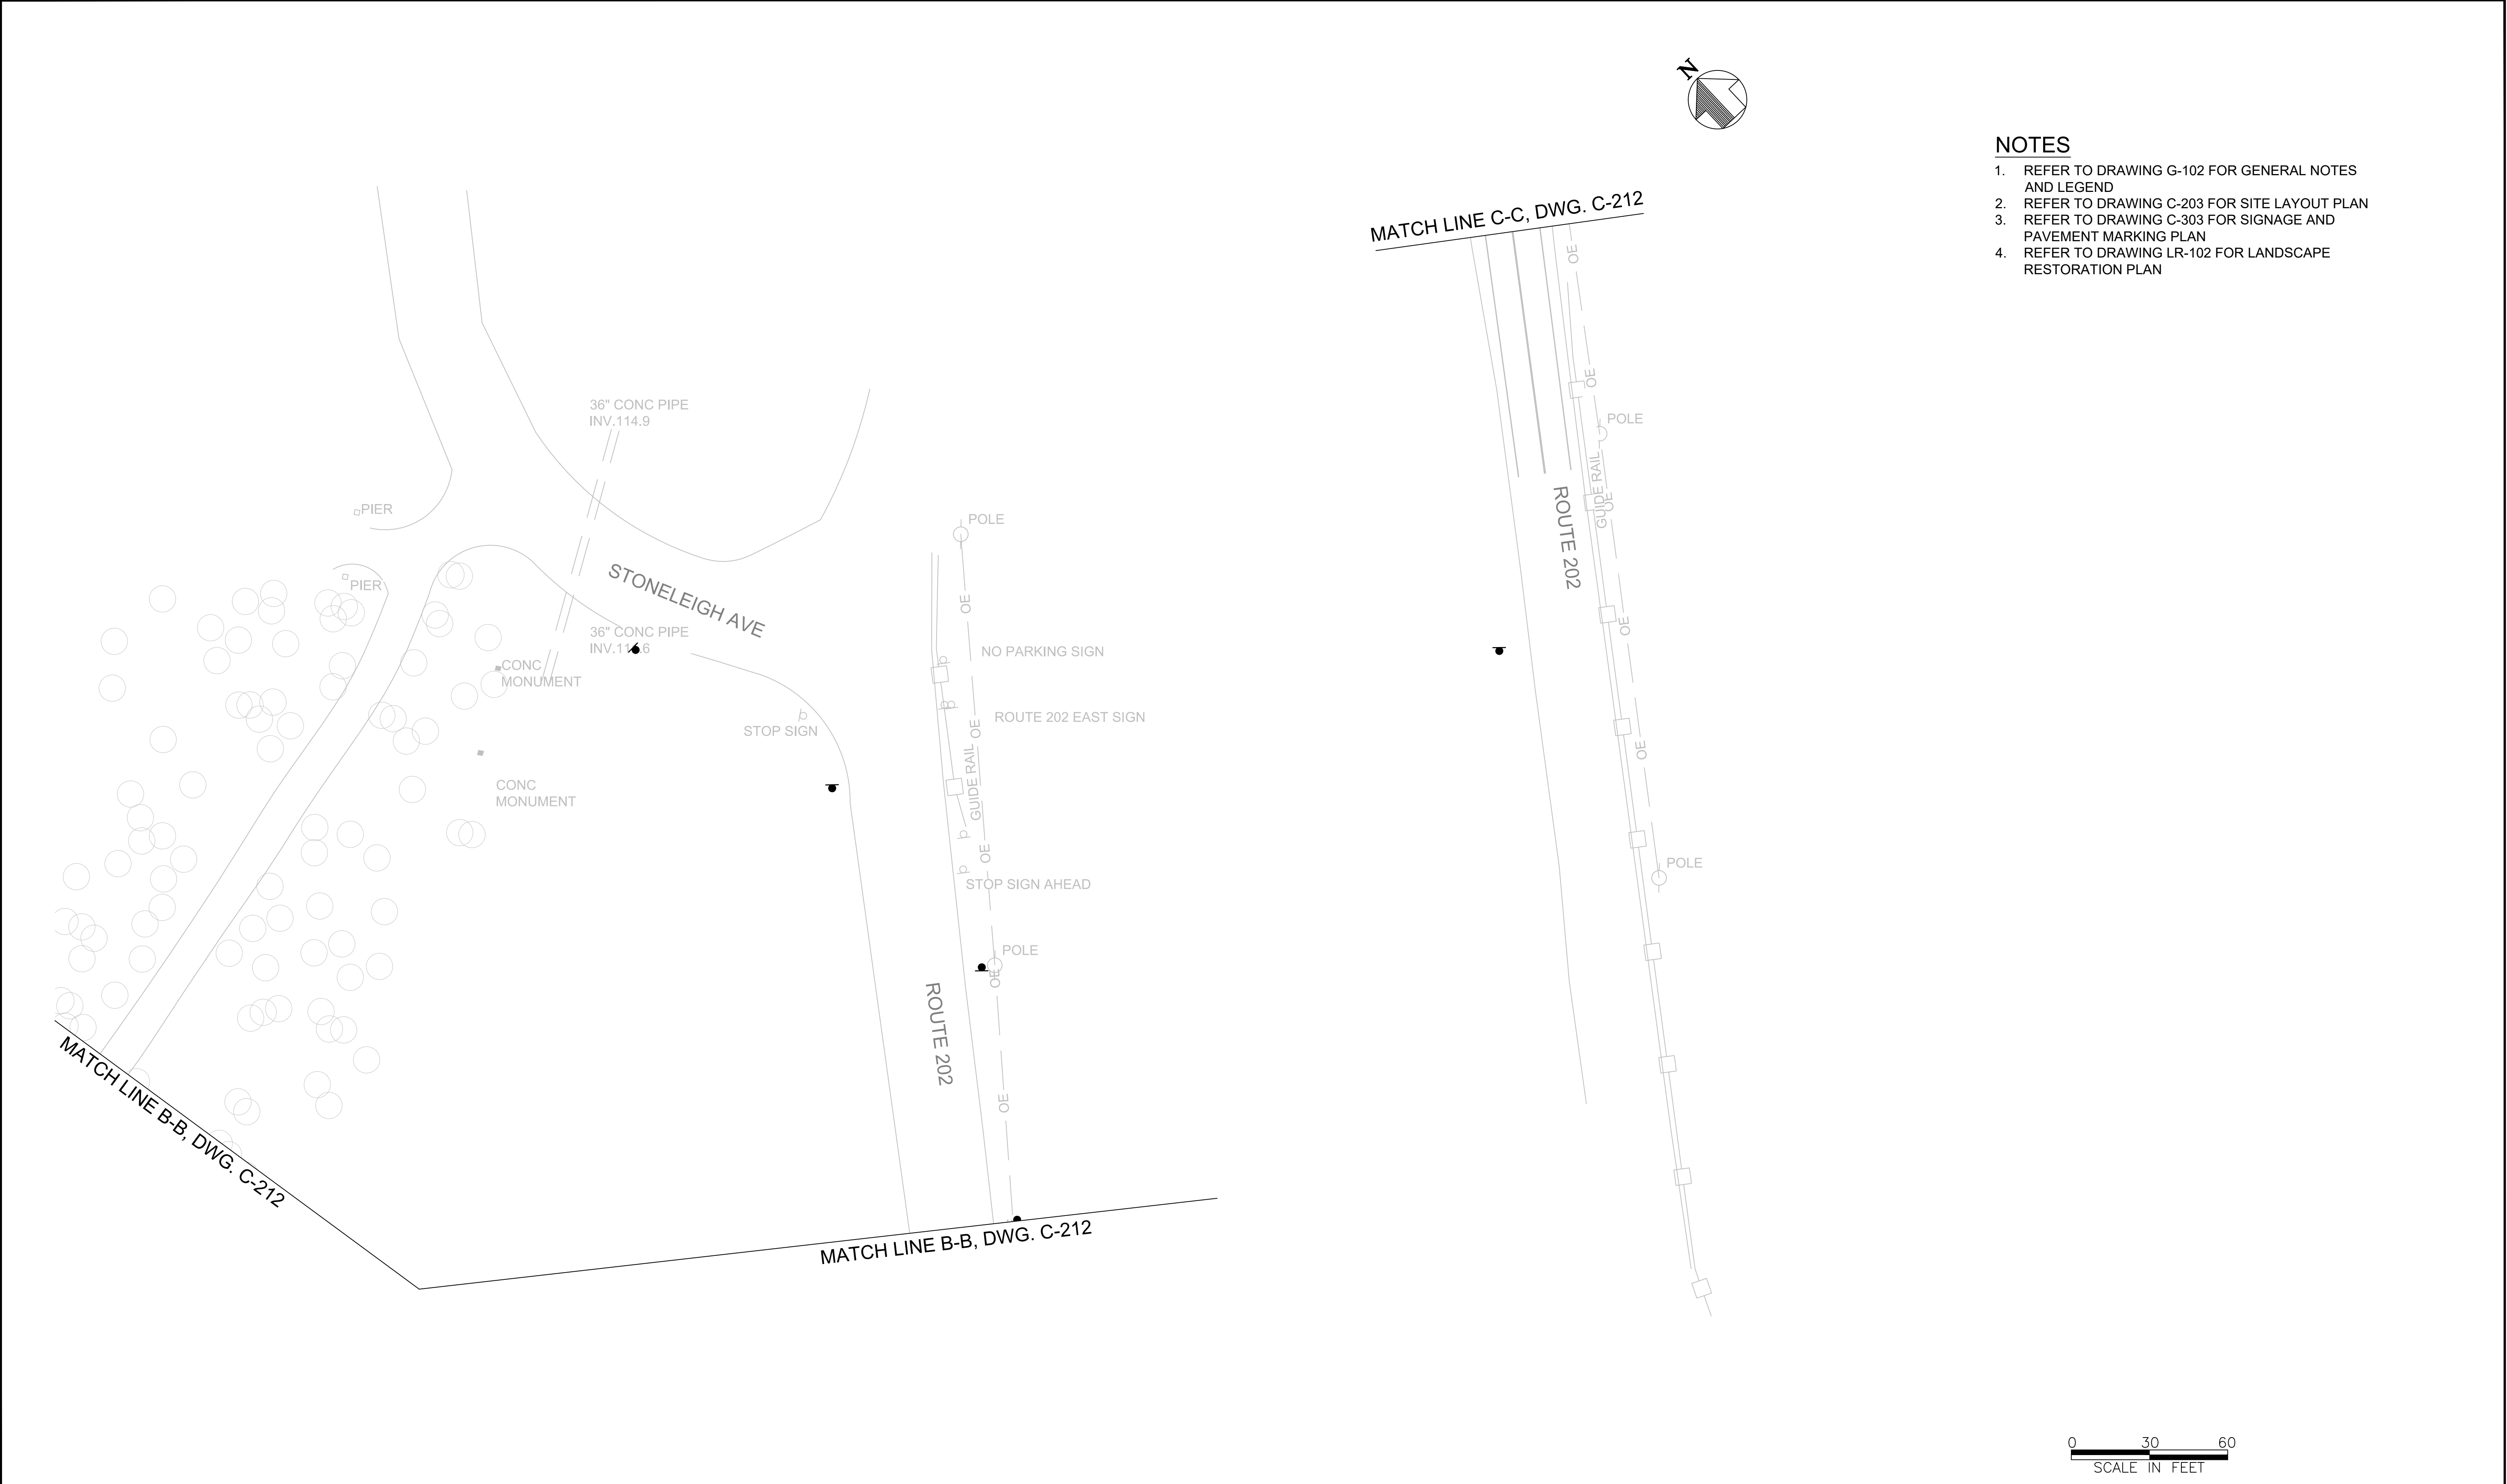 N
NOTES
1. REFER TO DRAWING G-102 FOR GENERAL NOTES
AND LEGEND
2. REFER TO DRAWING C-203 FOR SITE LAYOUT PLAN
3. REFER TO DRAWING C-303 FOR SIGNAGE AND
PAVEMENT MARKING PLAN
4. REFER TO DRAWING LR-102 FOR LANDSCAPE
RESTORATION PLAN
MATCH LINE C-C, DWG. C-212
OE
OE
POLE
GUIDE RAIL
OE
ROUTE 202
OE
OE
POLE
36" CONC PIPE
INV.114.9
PIER
PIER
STONELEIGH AVE
36" CONC PIPE
CONC
MONUMENT
CONC
MONUMENT
STOP SIGN
POLE
OE
NO PARKING SIGN
ROUTE 202 EAST SIGN
OE
GUIDE RAIL
OE
STOP SIGN AHEAD
POLE
OE
ROUTE 202
OE
MATCH LINE B-B, DWG. C-212
MATCH LINE B-B, DWG. C-212
0 30 60
SCALE IN FEET